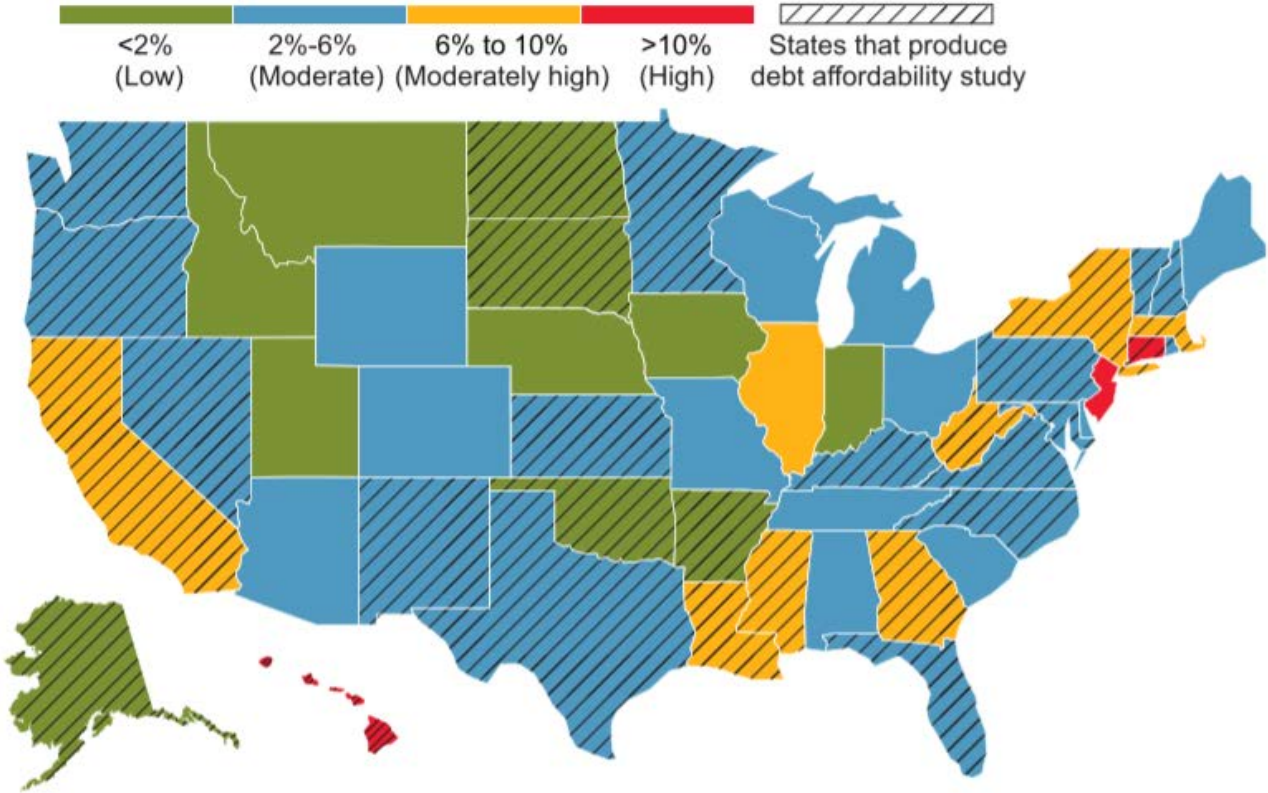 <2%
(Low)
2%-6%
(Moderate)
6% to 10%
(Moderately high)
>10%
(High)
States that produce
debt affordability study